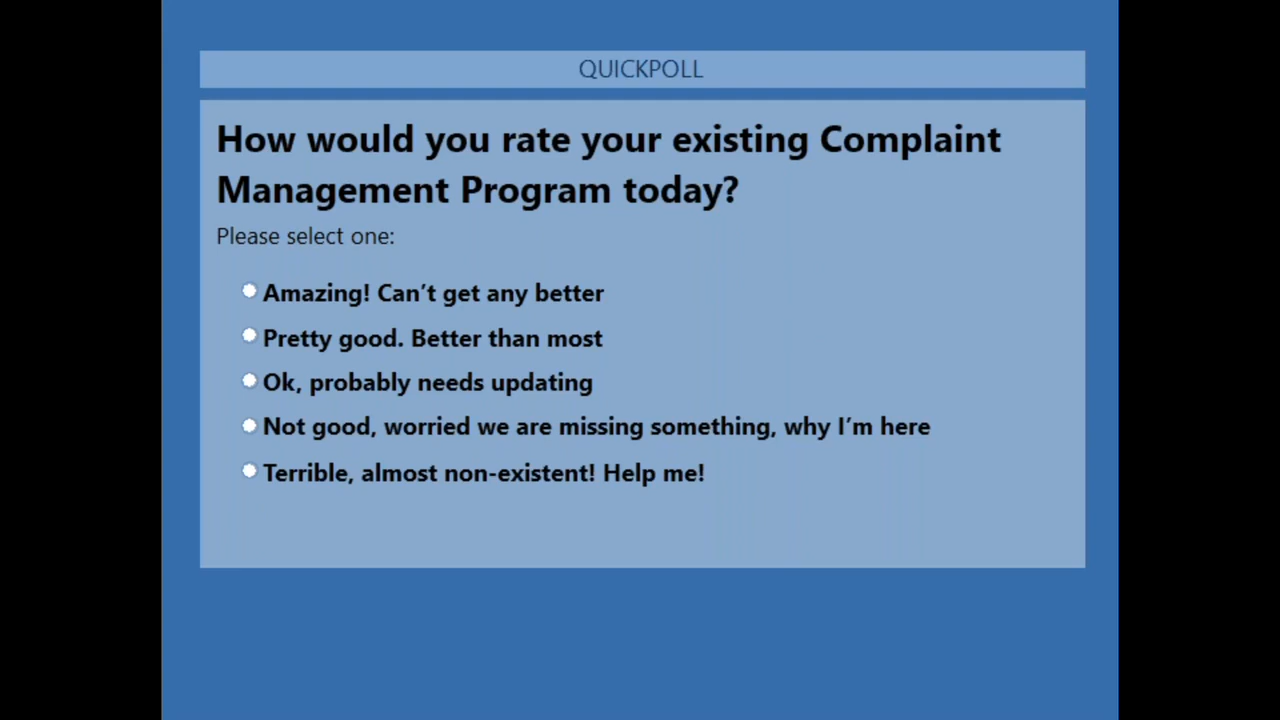 QUICKPOLL
How would you rate your existing Complaint
Management Program today?
Please select one:
Amazing! Can’t get any better
Pretty good. Better than most
Ok, probably needs updating
Not good, worried we are missing something, why I’m here
Terrible, almost non-existent! Help me!